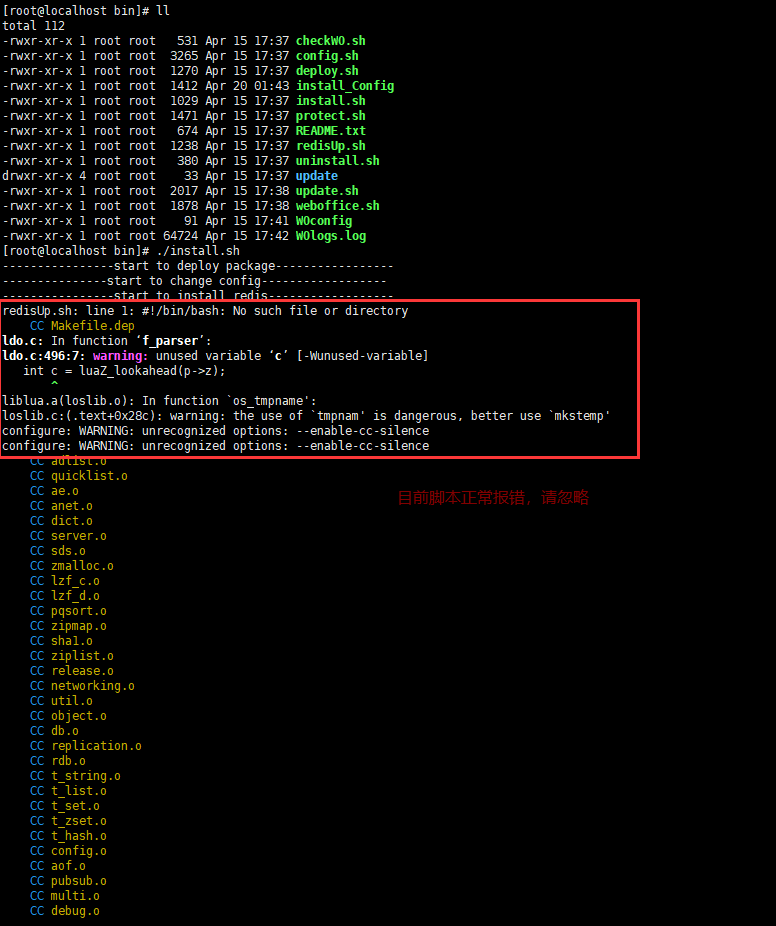 [root@localhost bin]# ll
total 112
-rwxr-xr-x 1 root root   531 Apr 15 17:37 checkWO.sh
-rwxr-xr-x 1 root root  3265 Apr 15 17:37 config.sh
-rwxr-xr-x 1 root root  1270 Apr 15 17:37 deploy.sh
-rwxr-xr-x 1 root root  1412 Apr 20 01:43 install_Config
-rwxr-xr-x 1 root root  1029 Apr 15 17:37 install.sh
-rwxr-xr-x 1 root root  1471 Apr 15 17:37 protect.sh
-rwxr-xr-x 1 root root   674 Apr 15 17:37 README.txt
-rwxr-xr-x 1 root root  1238 Apr 15 17:37 redisUp.sh
-rwxr-xr-x 1 root root   380 Apr 15 17:37 uninstall.sh
drwxr-xr-x 4 root root    33 Apr 15 17:37 update
-rwxr-xr-x 1 root root  2017 Apr 15 17:38 update.sh
-rwxr-xr-x 1 root root  1878 Apr 15 17:38 weboffice.sh
-rwxr-xr-x 1 root root    91 Apr 15 17:41 WOconfig
-rwxr-xr-x 1 root root 64724 Apr 15 17:42 WOlogs.log
[root@localhost bin]# ./install.sh
----------------start to deploy package-----------------
---------------start to change config------------------
----------------start to install redis------------------
redisUp.sh: line 1: #!/bin/bash: No such file or directory
    CC Makefile.dep
ldo.c: In function ‘f_parser’:
ldo.c:496:7: warning: unused variable ‘c’ [-Wunused-variable]
   int c = luaZ_lookahead(p->z);
       ^
liblua.a(loslib.o): In function `os_tmpname':
loslib.c:(.text+0x28c): warning: the use of `tmpnam' is dangerous, better use `mkstemp'
configure: WARNING: unrecognized options: --enable-cc-silence
configure: WARNING: unrecognized options: --enable-cc-silence
    CC adlist.o
    CC quicklist.o
    CC ae.o
目前脚本正常报错，请忽略
    CC anet.o
    CC dict.o
    CC server.o
    CC sds.o
    CC zmalloc.o
    CC lzf_c.o
    CC lzf_d.o
    CC pqsort.o
    CC zipmap.o
    CC sha1.o
    CC ziplist.o
    CC release.o
    CC networking.o
    CC util.o
    CC object.o
    CC db.o
    CC replication.o
    CC rdb.o
    CC t_string.o
    CC t_list.o
    CC t_set.o
    CC t_zset.o
    CC t_hash.o
    CC config.o
    CC aof.o
    CC pubsub.o
    CC multi.o
    CC debug.o